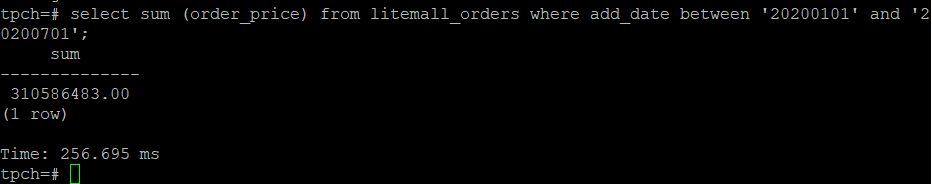 tpch=# select sum (order_price) from litemall_orders where add_date between '20200101' and '2
0200701';
     sum
--------------
 310586483.00
(1 row)

Time: 256.695 ms
tpch=#